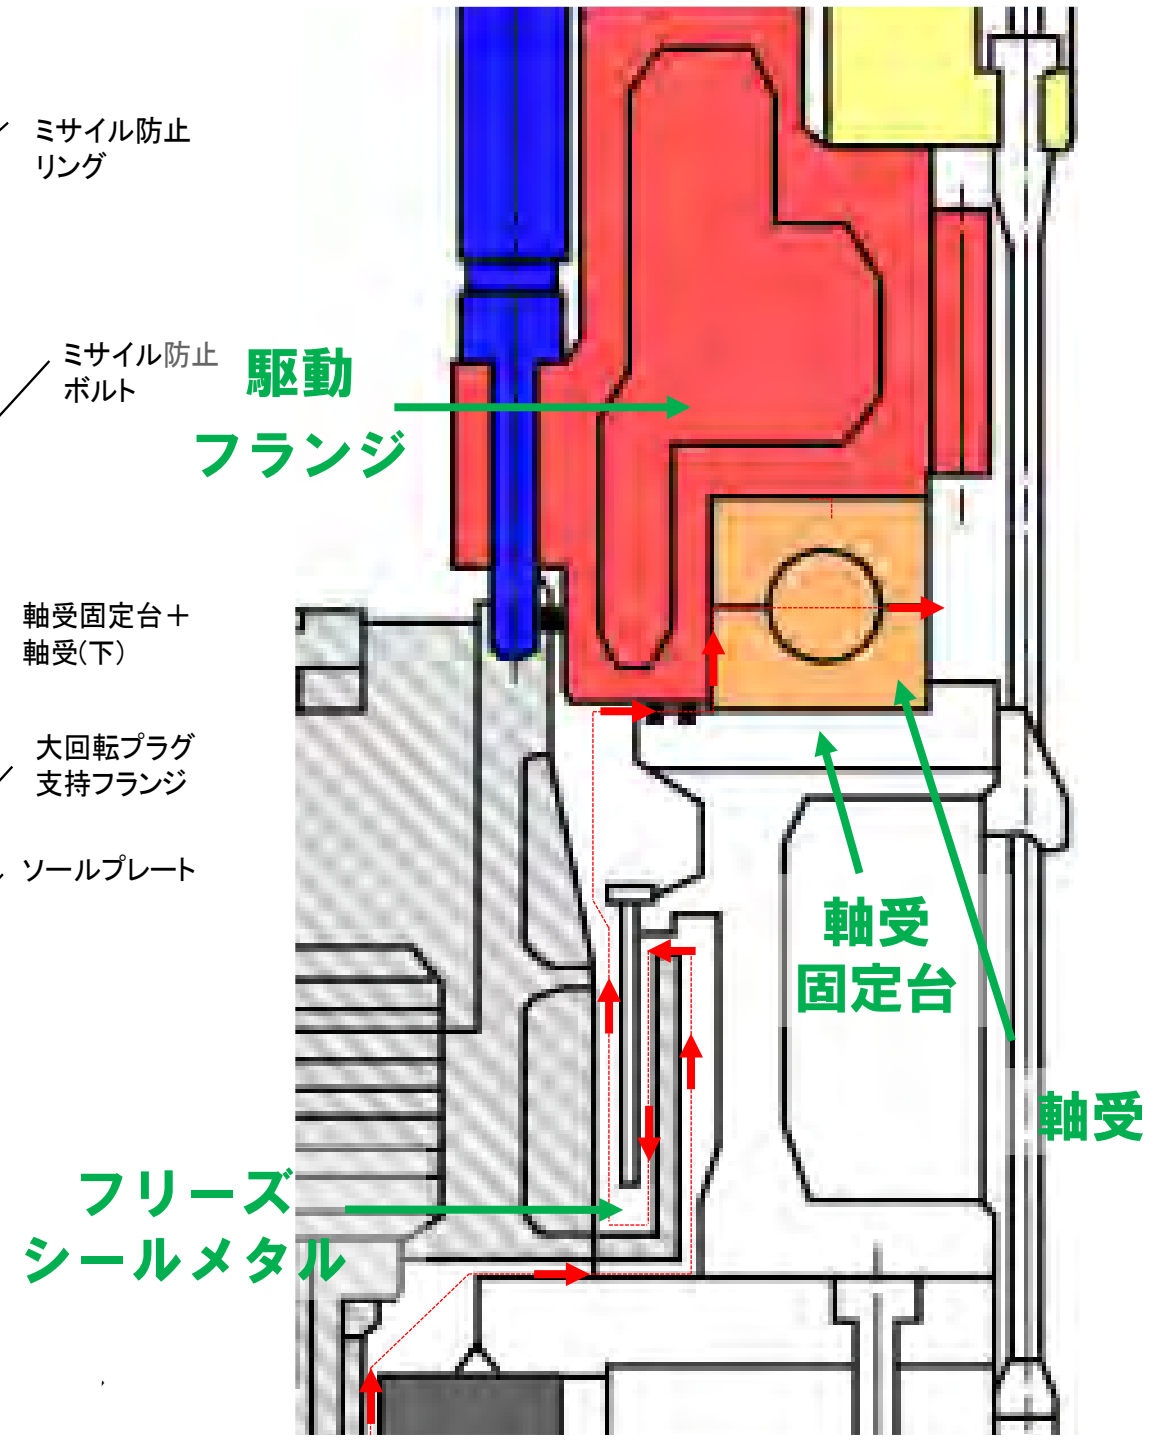 ミサイル防止
リング
ミサイル防止
ボルト
駆動
フランジ
軸受固定台＋
軸受(下)
大回転プラグ
支持フランジ
ソールプレート
軸受
固定台
軸受
フリーズ
シールメタル